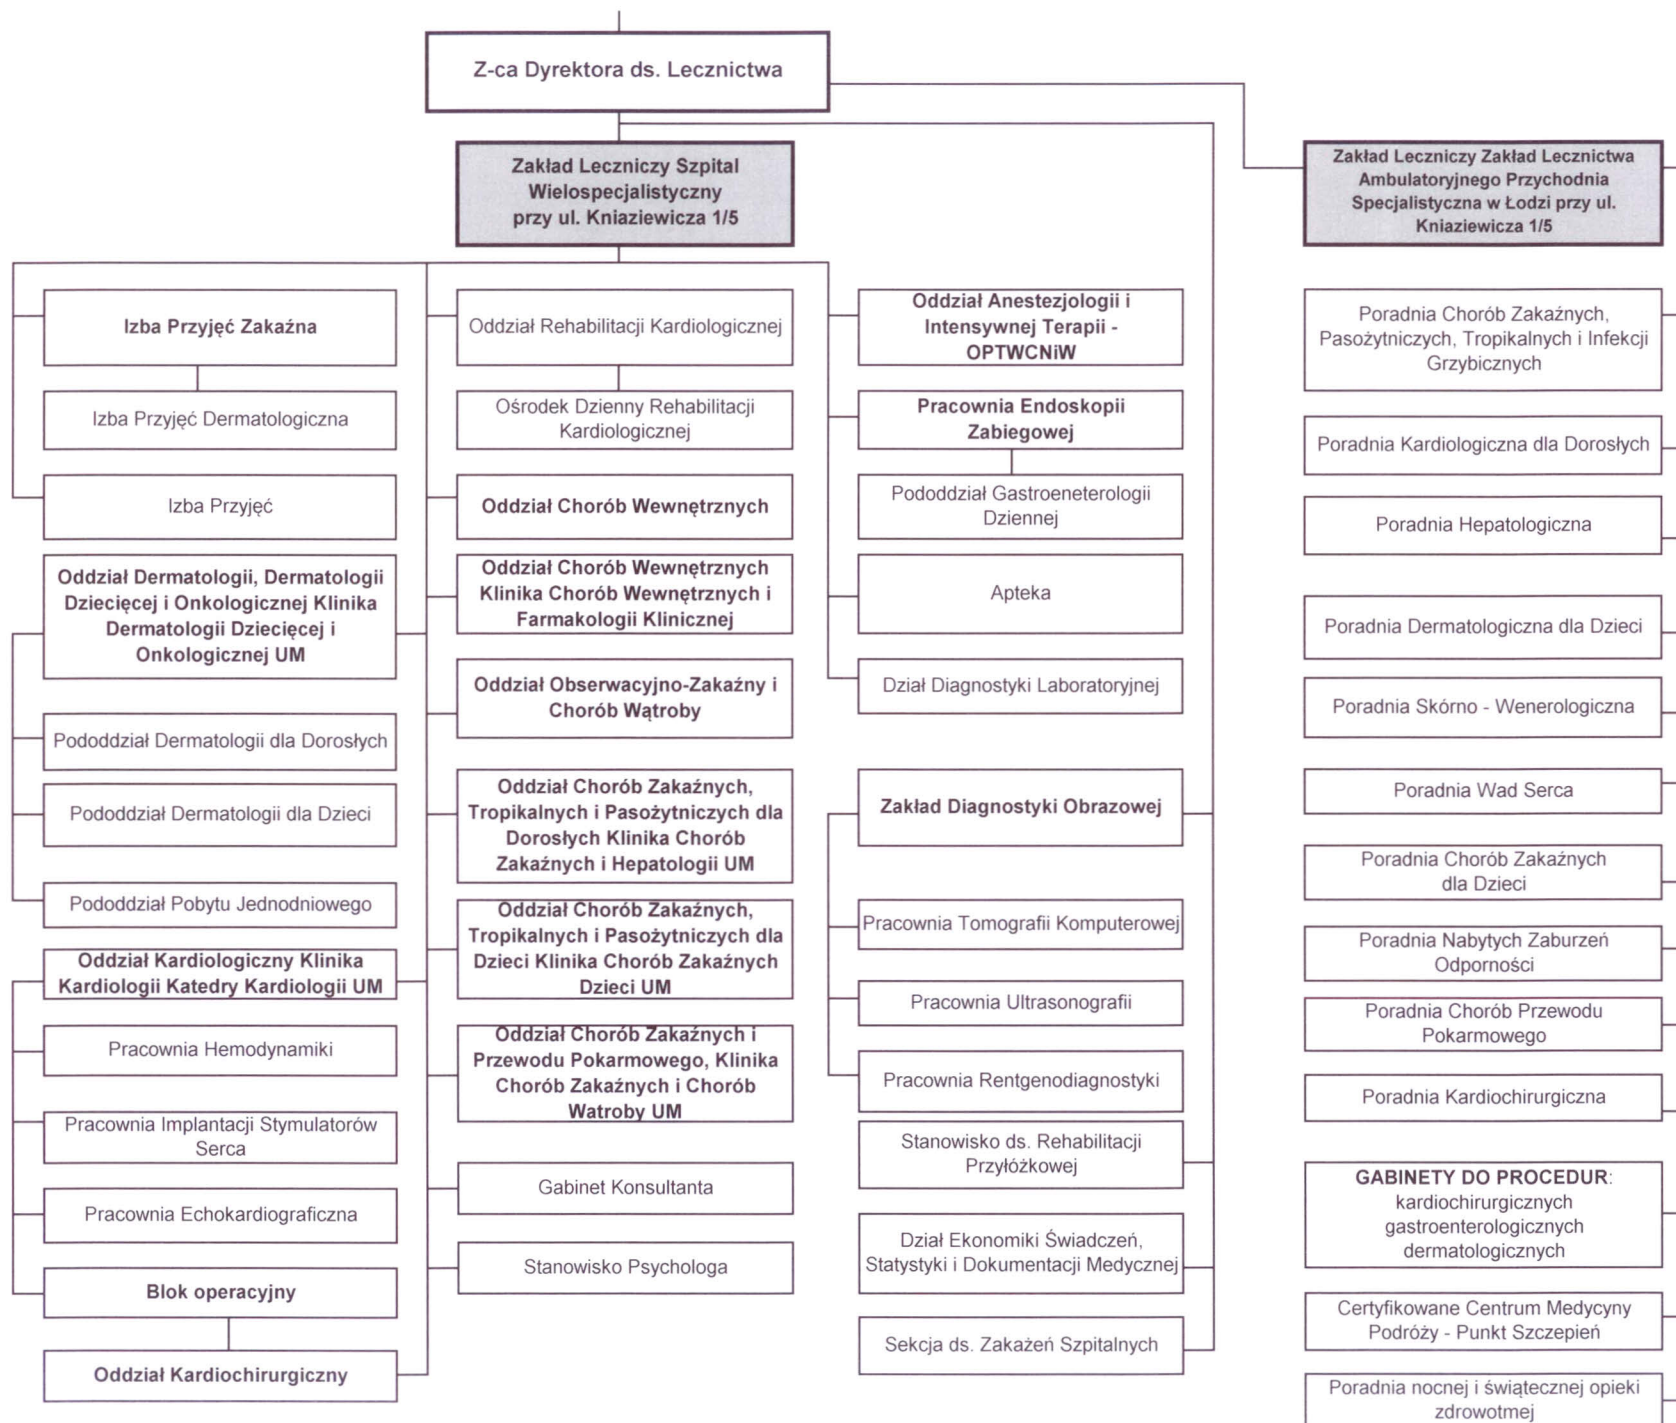 Z-ca Dyrektora ds. Lecznictwa
Zakład Leczniczy Szpital
Wielospecjalistyczny
przy ul. Kniaziewicza 1/5
Zakład Leczniczy Zakład Lecznictwa
Ambulatoryjnego Przychodnia
Specjalistyczna w Łodzi przy ul.
Kniaziewicza 1/5
Izba Przyjęć Zakaźna
Izba Przyjęć Dermatologiczna
Izba Przyjęć
Oddział Dermatologii, Dermatologii
Dziecięcej i Onkologicznej Klinika
Dermatologii Dziecięcej i
Onkologicznej UM
Pododdział Dermatologii dla Dorosłych
Pododdział Dermatologii dla Dzieci
Pododdział Pobytu Jednodniowego
Oddział Kardiologiczny Klinika
Kardiologii Katedry Kardiologii UM
Pracownia Hemodynamiki
Pracownia Implantacji Stymulatorów
Serca
Pracownia Echokardiograficzna
Blok operacyjny
Oddział Kardiochirurgiczny
Oddział Rehabilitacji Kardiologicznej
Ośrodek Dzienny Rehabilitacji
Kardiologicznej
Oddział Chorób Wewnętrznych
Oddział Chorób Wewnętrznych
Klinika Chorób Wewnętrznych i
Farmakologii Klinicznej
Oddział Obserwacyjno-Zakaźny i
Chorób Wątroby
Oddział Chorób Zakaźnych,
Tropikalnych i Pasożytniczych dla
Dorosłych Klinika Chorób
Zakaźnych i Hepatologii UM
Oddział Chorób Zakaźnych,
Tropikalnych i Pasożytniczych dla
Dzieci Klinika Chorób Zakaźnych
Dzieci UM
Oddział Chorób Zakaźnych i
Przewodu Pokarmowego, Klinika
Chorób Zakaźnych i Chorób
Watroby UM
Gabinet Konsultanta
Stanowisko Psychologa
Oddział Anestezjologii i
Intensywnej Terapii -
OPTWCNiW
Pracownia Endoskopii
Zabiegowej
Pododdział Gastroeneterologii
Dziennej
Apteka
Dział Diagnostyki Laboratoryjnej
Zakład Diagnostyki Obrazowej
Pracownia Tomografii Komputerowej
Pracownia Ultrasonografii
Pracownia Rentgenodiagnostyki
Stanowisko ds. Rehabilitacji
Przyłóżkowej
Dział Ekonomiki Świadczeń,
Statystyki i Dokumentacji Medycznej
Sekcja ds. Zakażeń Szpitalnych
Poradnia Chorób Zakaźnych,
Pasożytniczych, Tropikalnych i Infekcji
Grzybicznych
Poradnia Kardiologiczna dla Dorosłych
Poradnia Hepatologiczna
Poradnia Dermatologiczna dla Dzieci
Poradnia Skórno - Wenerologiczna
Poradnia Wad Serca
Poradnia Chorób Zakaźnych
dla Dzieci
Poradnia Nabytych Zaburzeń
Odporności
Poradnia Chorób Przewodu
Pokarmowego
Poradnia Kardiochirurgiczna
GABINETY DO PROCEDUR:
kardiochirurgicznych
gastroenterologicznych
dermatologicznych
Certyfikowane Centrum Medycyny
Podróży - Punkt Szczepień
Poradnia nocnej i świątecznej opieki
zdrowotmej